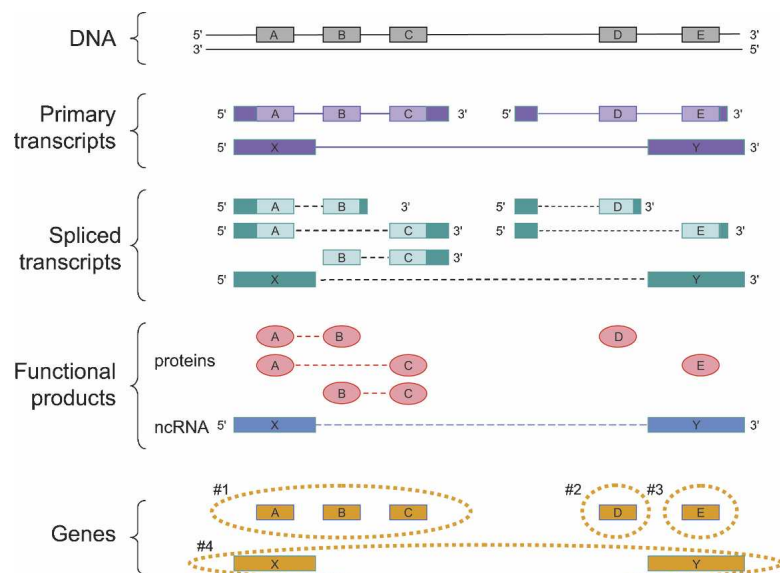 DNA
5' A B C D E 3'
3' 5'
Primary transcripts
5' A B C 3' 5' D E 3'
5' X Y 3'
Spliced transcripts
5' A B 3' 5' D 3'
5' A C 3' 5' E 3'
B C 3'
5' X Y 3'
Functional products
proteins
A B D
A C E
B C
ncRNA 5' X Y 3'
Genes
#1 #2 #3
A B C D E
#4
X Y